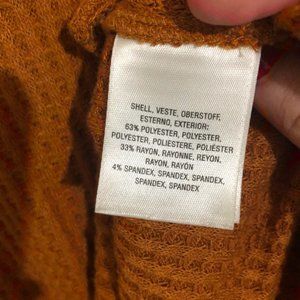 SHELL, VESTE, OBERSTOFF,
ESTERNO, EXTERIOR:
63% POLYESTER, POLYESTER,
POLYESTER, POLIESTERE, POLIÉSTER
33% RAYON, RAYONNE, REYON,
RAYON, RAYÓN
4% SPANDEX, SPANDEX, SPANDEX,
SPANDEX, SPANDEX